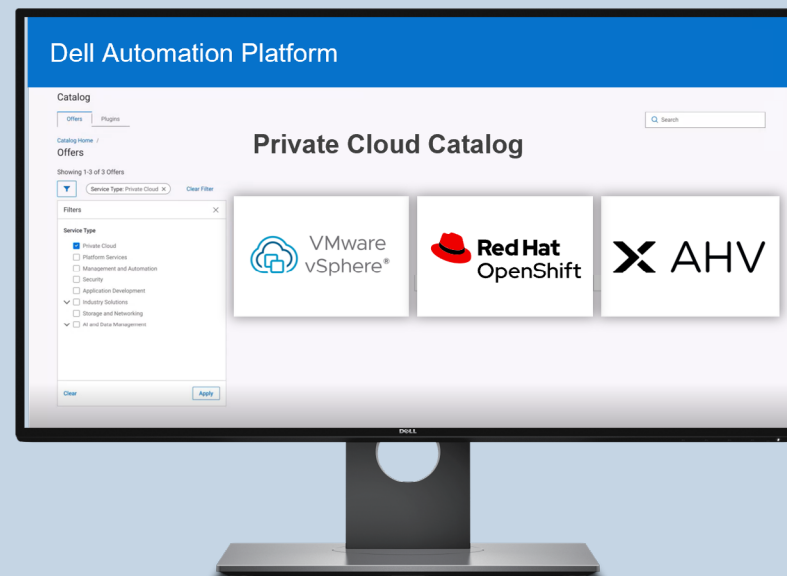 Dell Automation Platform
Catalog
Offers Plugins
Search
Catalog Home /
Offers
Private Cloud Catalog
Showing 1-3 of 3 Offers
Service Type: Private Cloud X Clear Filter
Filters
Service Type
Private Cloud
Platform Services
Management and Automation
Security
Application Development
Industry Solutions
Storage and Networking
AI and Data Management
Clear Apply
VMware
vSphere®
Red Hat
OpenShift
AHV
DELL